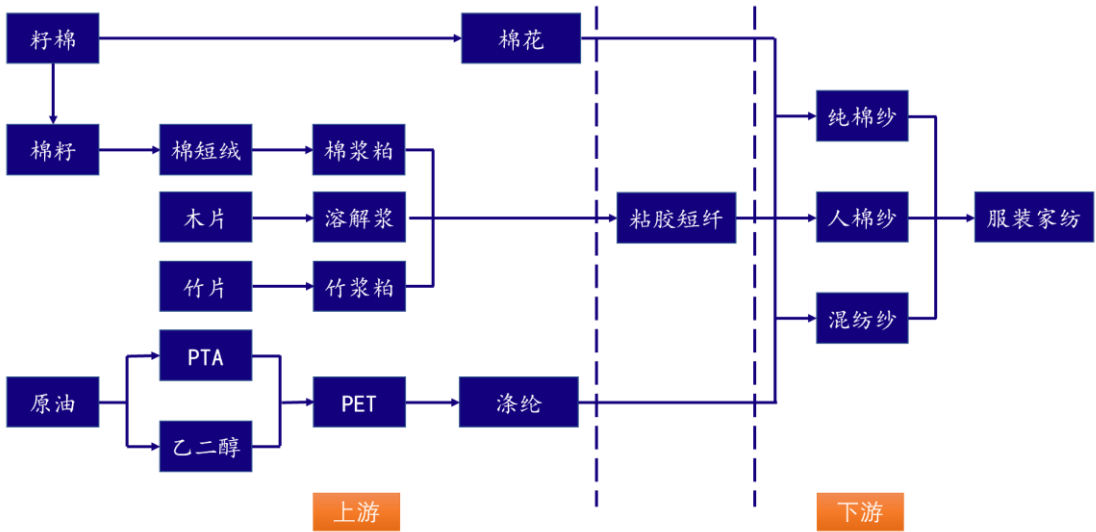 籽棉
棉花
纯棉纱
棉籽
棉短绒
棉浆粕
木片
溶解浆
粘胶短纤
人棉纱
服装家纺
竹片
竹浆粕
混纺纱
PTA
原油
PET
涤纶
乙二醇
上游
下游